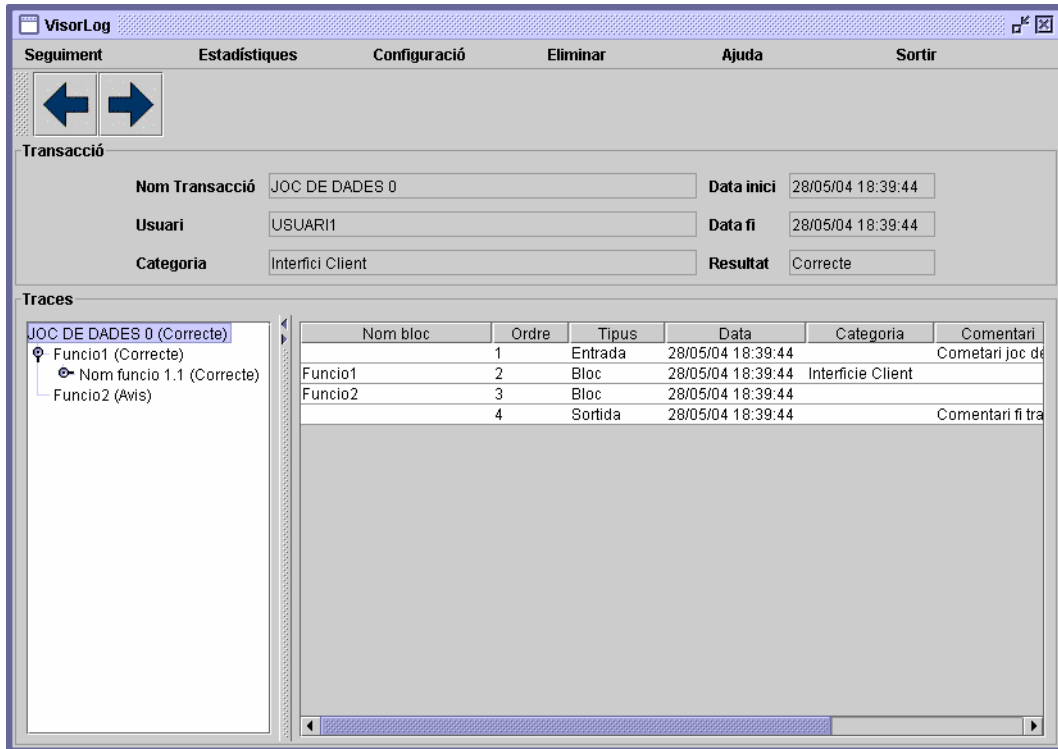 VisorLog
Seguiment Estadístiques Configuració Eliminar Ajuda Sortir
Transacció
Nom Transacció JOC DE DADES 0 Data inici 28/05/04 18:39:44
Usuari USUARI1 Data fi 28/05/04 18:39:44
Categoria Interfici Client Resultat Correcte
Traces
JOC DE DADES 0 (Correcte)
Funcio1 (Correcte)
Nom funcio 1.1 (Correcte)
Funcio2 (Avis)
Nom bloc Ordre Tipus Data Categoria Comentari
1 Entrada 28/05/04 18:39:44 Cometari joc de
Funcio1 2 Bloc 28/05/04 18:39:44 Interficie Client
Funcio2 3 Bloc 28/05/04 18:39:44
4 Sortida 28/05/04 18:39:44 Comentari fi tra